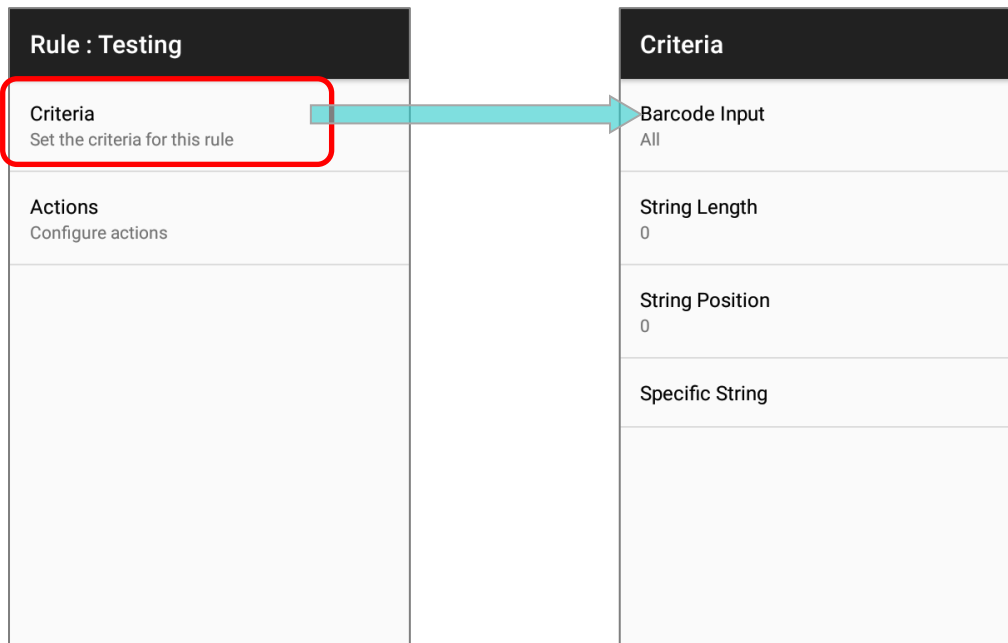 Rule : Testing
Criteria
Set the criteria for this rule
Actions
Configure actions
Criteria
Barcode Input
All
String Length
0
String Position
0
Specific String